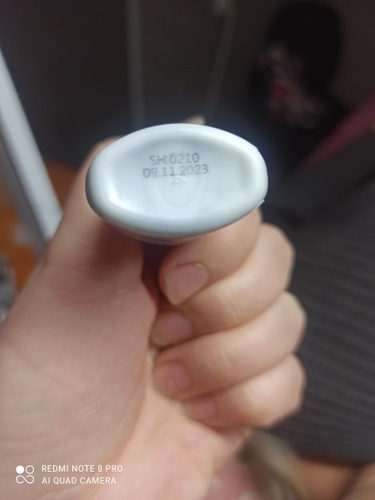 SH.0210
09.11.2023
REDMI NOTE 8 PRO
AI QUAD CAMERA